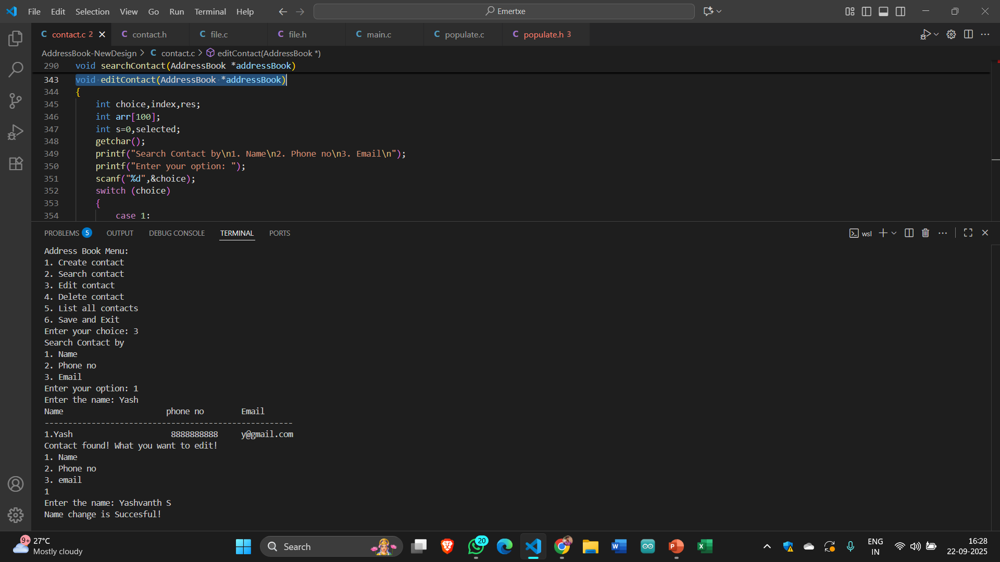 File Edit Selection View Go Run Terminal Help
Emertxe
C contact.c 2
C contact.h
C file.c
C file.h
C main.c
C populate.c
C populate.h 3
AddressBook-NewDesign > C contact.c > editContact(AddressBook *)
290 void searchContact(AddressBook *addressBook)
343 void editContact(AddressBook *addressBook)
344 {
345 int choice,index,res;
346 int arr[100];
347 int s=0,selected;
348 getchar();
349 printf("Search Contact by\n1. Name\n2. Phone no\n3. Email\n");
350 printf("Enter your option: ");
351 scanf("%d",&choice);
352 switch (choice)
353 {
354 case 1:
PROBLEMS 5 OUTPUT DEBUG CONSOLE TERMINAL PORTS
wsl
Address Book Menu:
1. Create contact
2. Search contact
3. Edit contact
4. Delete contact
5. List all contacts
6. Save and Exit
Enter your choice: 3
Search Contact by
1. Name
2. Phone no
3. Email
Enter your option: 1
Enter the name: Yash
Name phone no Email
-----------------------------------------------------
1.Yash 8888888888 y@gmail.com
Contact found! What you want to edit!
1. Name
2. Phone no
3. email
1
Enter the name: Yashvanth S
Name change is Succesful!
9+
27°C
Mostly cloudy
Search
20
W
P
X
ENG
IN
16:28
22-09-2025